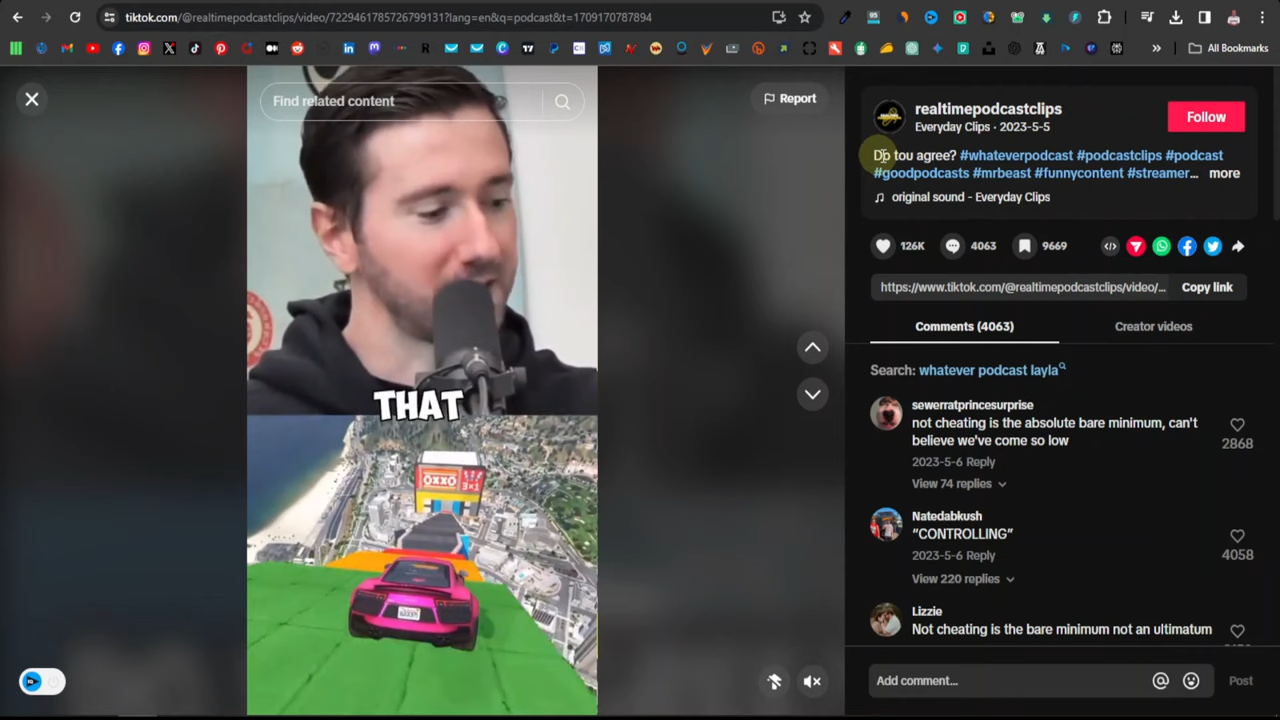 tiktok.com/@realtimepodcastclips/video/7229461785726799131?lang=en&q=podcast&t=1709170787894
All Bookmarks
Find related content
Report
realtimepodcastclips
Everyday Clips · 2023-5-5
Follow
Do tou agree? #whateverpodcast #podcastclips #podcast
#goodpodcasts #mrbeast #funnycontent #streamer... more
original sound - Everyday Clips
126K 4063 9669
https://www.tiktok.com/@realtimepodcastclips/video/... Copy link
Comments (4063) Creator videos
Search: whatever podcast layla
sewerratprincesurprise
not cheating is the absolute bare minimum, can't
believe we've come so low
2868
2023-5-6 Reply
View 74 replies
Natedabkush
“CONTROLLING”
4058
2023-5-6 Reply
View 220 replies
Lizzie
Not cheating is the bare minimum not an ultimatum
Add comment...
Post
THAT
OXXO
3x1